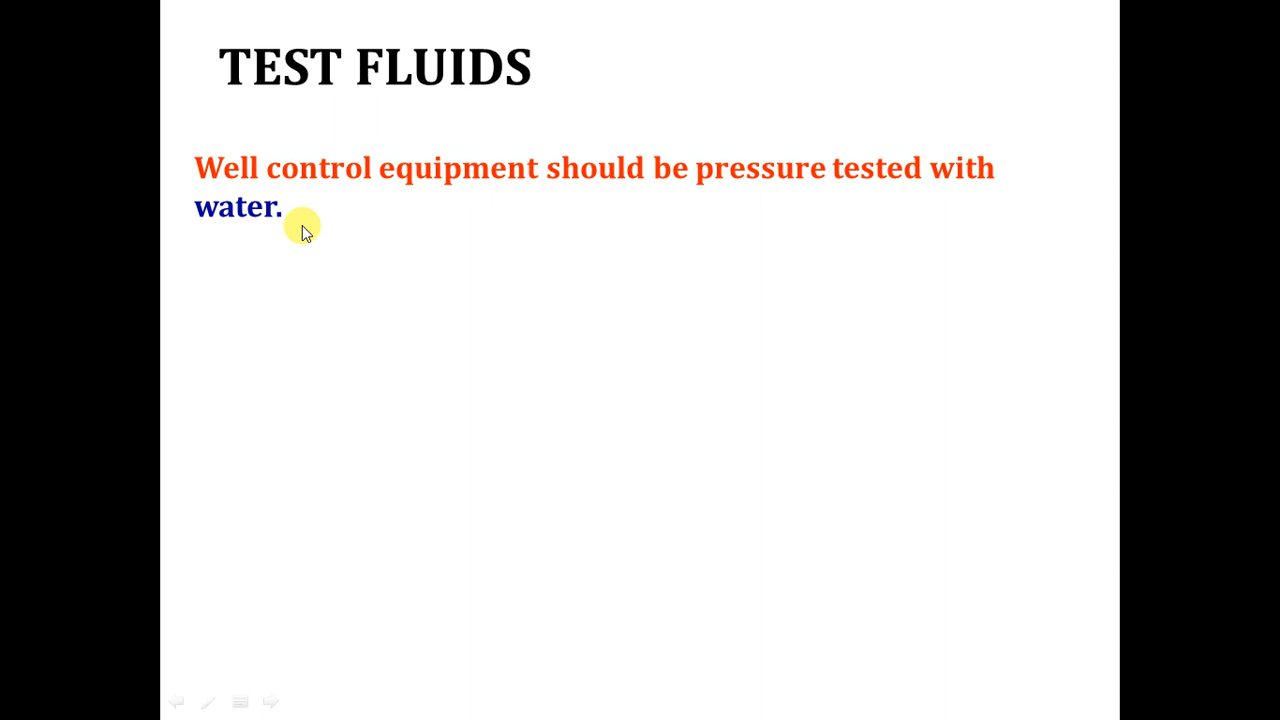 TEST FLUIDS
Well control equipment should be pressure tested with
water.